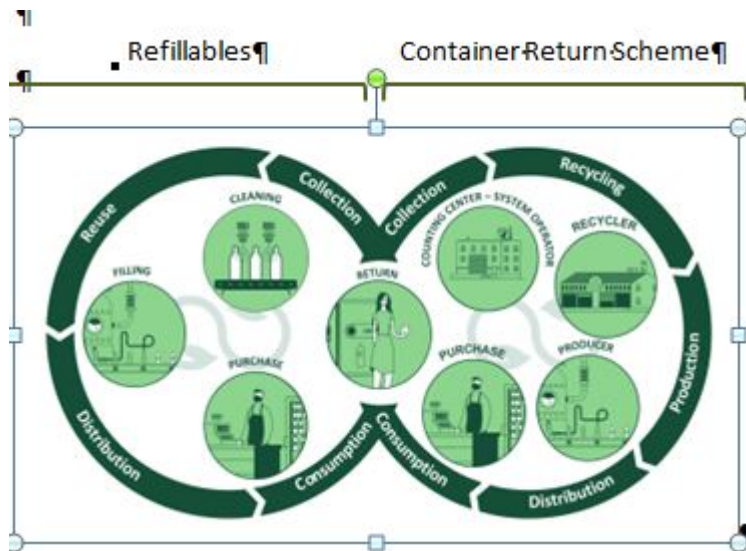 ¶
Refillables¶
Container·Return·Scheme¶
¶
Reuse
Collection
Collection
Recycling
CLEANING
COUNTING CENTER – SYSTEM OPERATOR
RECYCLER
FILLING
RETURN
PURCHASE
PURCHASE
PRODUCER
Production
Distribution
Consumption
Consumption
Distribution